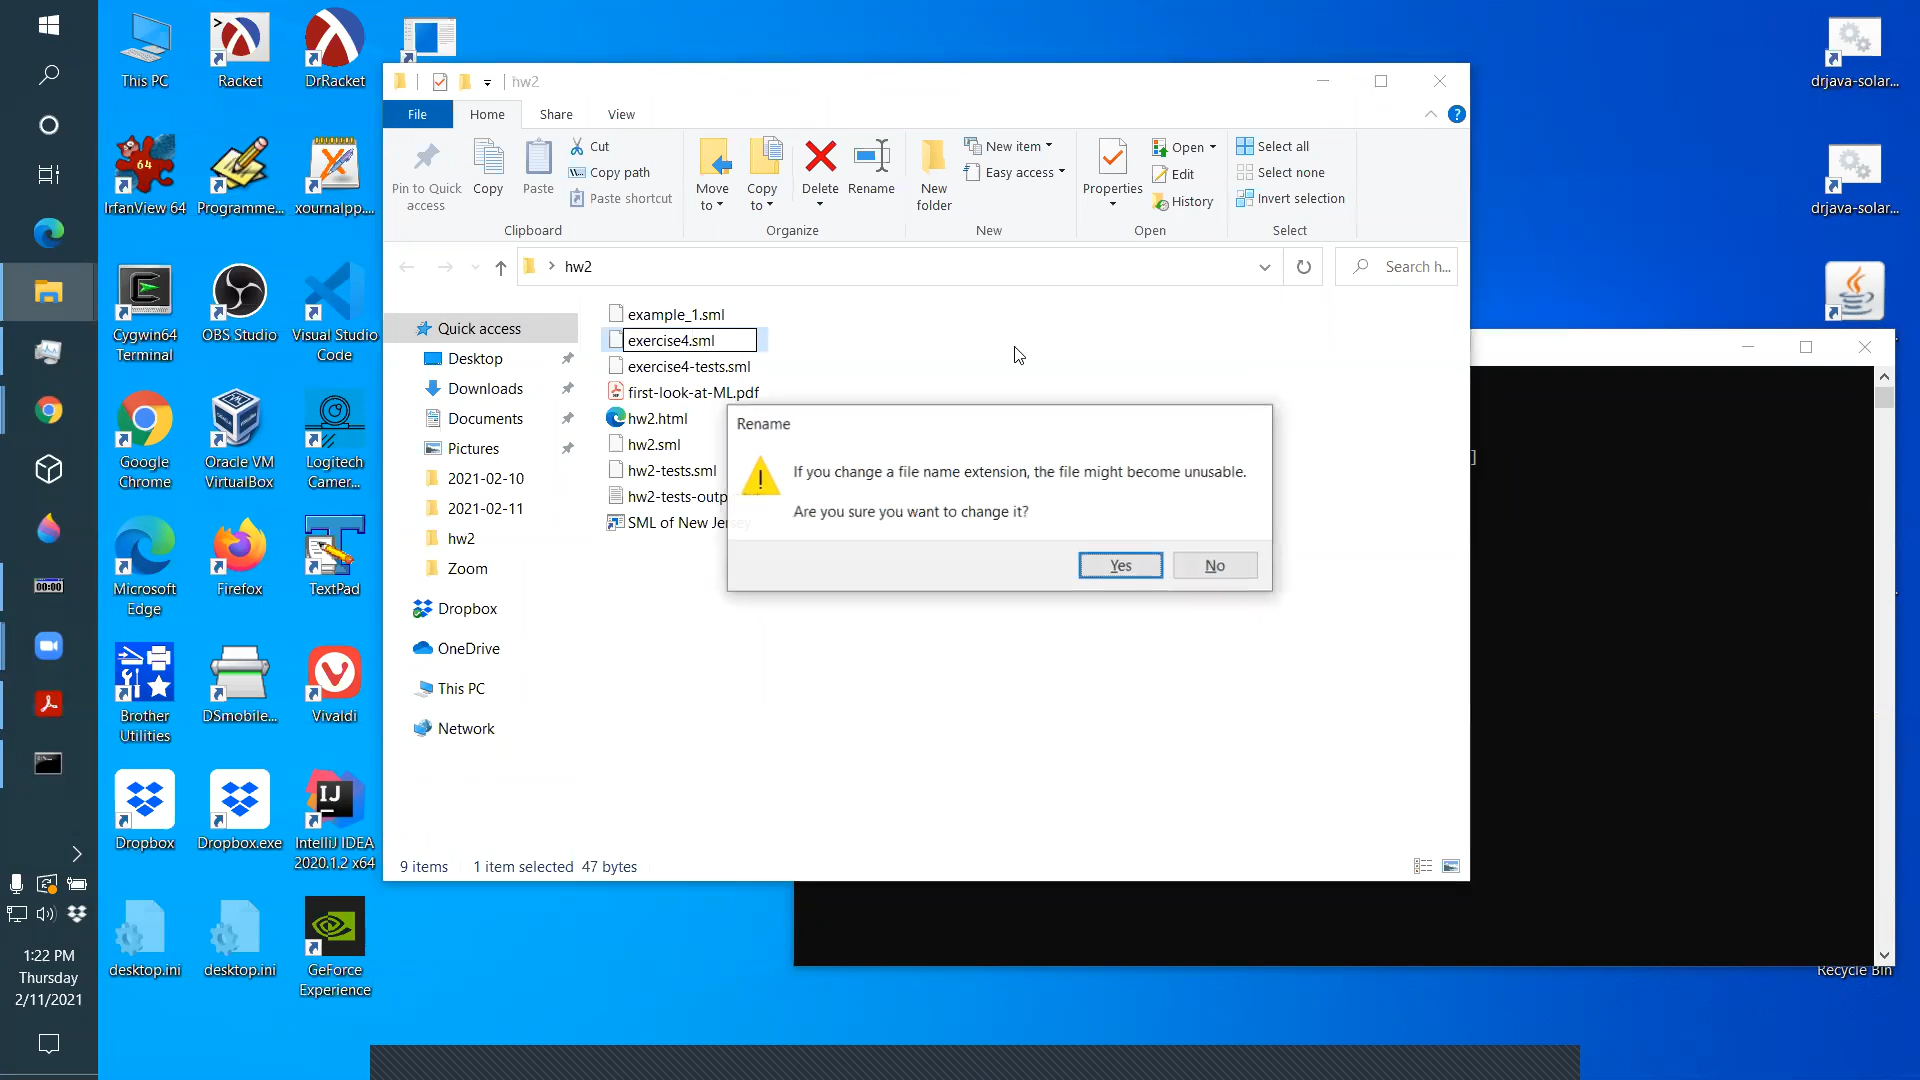 This PC
Racket
DrRacket
IrfanView 64
Programme...
xournalpp....
Cygwin64
Terminal
OBS Studio
Visual Studio
Code
Google
Chrome
Oracle VM
VirtualBox
Logitech
Camer...
Microsoft
Edge
Firefox
TextPad
Brother
Utilities
DSmobile...
Vivaldi
Dropbox
Dropbox.exe
IntelliJ IDEA
2020.1.2 x64
desktop.ini
desktop.ini
GeForce
Experience
00:00
1:22 PM
Thursday
2/11/2021
hw2
File
Home
Share
View
Pin to Quick
access
Copy
Paste
Cut
Copy path
Paste shortcut
Clipboard
Move
to
Copy
to
Delete
Rename
Organize
New
folder
New item
Easy access
New
Properties
Open
Edit
History
Open
Select all
Select none
Invert selection
Select
hw2
Search h...
Quick access
Desktop
Downloads
Documents
Pictures
2021-02-10
2021-02-11
hw2
Zoom
Dropbox
OneDrive
This PC
Network
example_1.sml
exercise4.sml
exercise4-tests.sml
first-look-at-ML.pdf
hw2.html
hw2.sml
hw2-tests.sml
hw2-tests-outp
SML of New Jersey
Rename
If you change a file name extension, the file might become unusable.
Are you sure you want to change it?
Yes
No
9 items
1 item selected
47 bytes
]
drjava-solar...
drjava-solar...
Recycle Bin